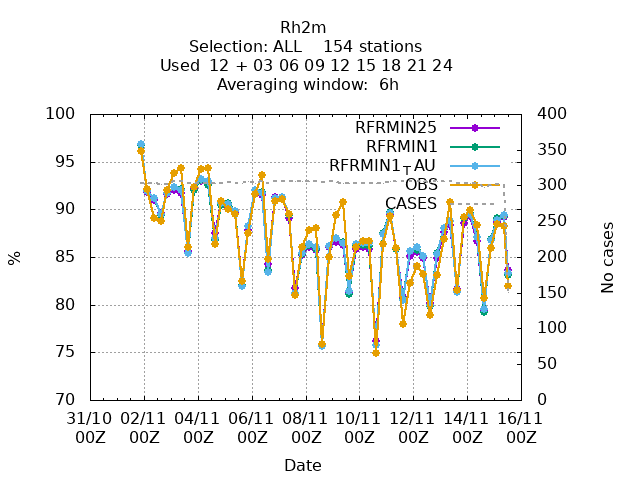 Rh2m
Selection: ALL 154 stations
Used 12 + 03 06 09 12 15 18 21 24
Averaging window: 6h
100
95
90
85
80
75
70
%
400
350
300
250
200
150
100
50
0
No cases
RFRMIN25
RFRMIN1
RFRMIN1TAU
OBS
CASES
31/10 02/11 04/11 06/11 08/11 10/11 12/11 14/11 16/11
00Z 00Z 00Z 00Z 00Z 00Z 00Z 00Z 00Z
Date